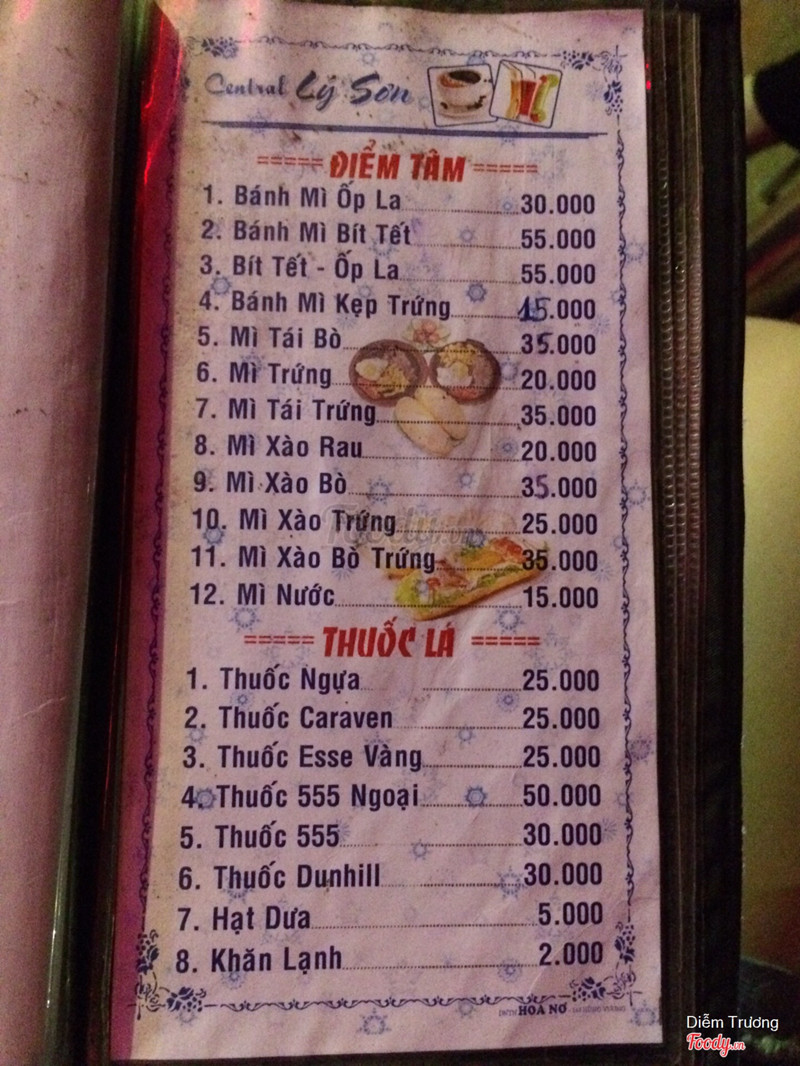 Central Lý Sơn
===== ĐIỂM TÂM =====
1. Bánh Mì Ốp La 30.000
2. Bánh Mì Bít Tết 55.000
3. Bít Tết - Ốp La 55.000
4. Bánh Mì Kẹp Trứng 15.000
5. Mì Tái Bò 35.000
6. Mì Trứng 20.000
7. Mì Tái Trứng 35.000
8. Mì Xào Rau 20.000
9. Mì Xào Bò 35.000
10. Mì Xào Trứng 25.000
11. Mì Xào Bò Trứng 35.000
12. Mì Nước 15.000
===== THUỐC LÁ =====
1. Thuốc Ngựa 25.000
2. Thuốc Caraven 25.000
3. Thuốc Esse Vàng 25.000
4. Thuốc 555 Ngoại 50.000
5. Thuốc 555 30.000
6. Thuốc Dunhill 30.000
7. Hạt Dưa 5.000
8. Khăn Lạnh 2.000
HOA NƠ
Diễm Trương
Foody.vn